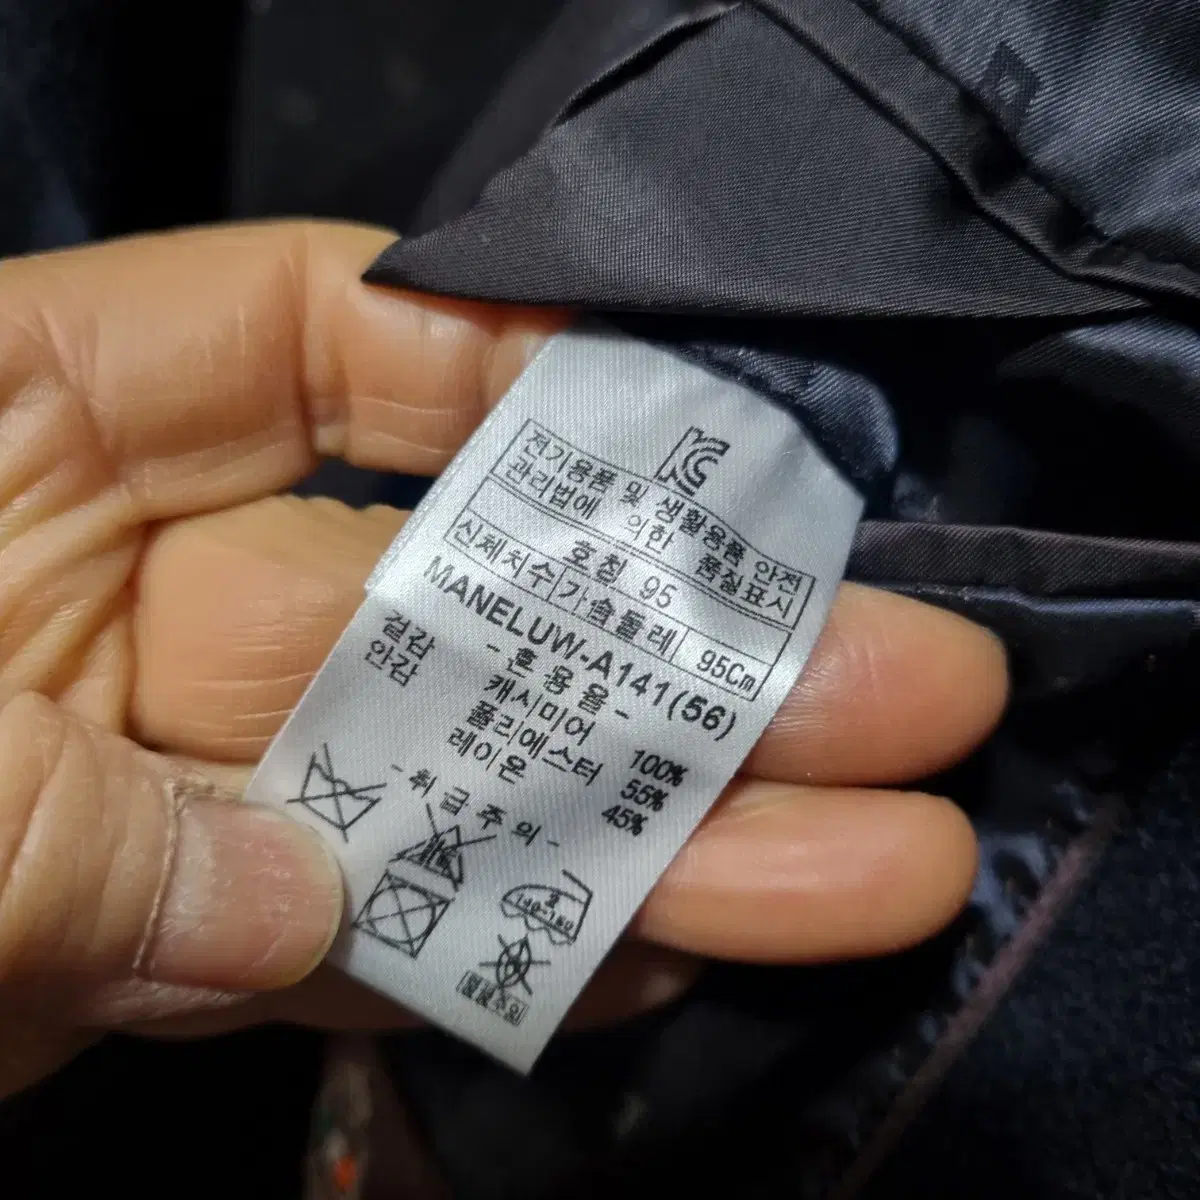 KC
전기용품 및 생활용품 안전
관리법에 의한 품질표시
호칭 95
신체치수 가슴둘레 95Cm
MANELUW-A141(56)
-혼용율-
겉감 캐시미어 100%
안감 폴리에스터 55%
레이온 45%
-취급주의-
140~160